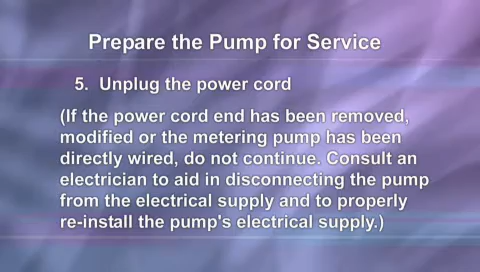 Prepare the Pump for Service
5. Unplug the power cord
(If the power cord end has been removed,
modified or the metering pump has been
directly wired, do not continue. Consult an
electrician to aid in disconnecting the pump
from the electrical supply and to properly
re-install the pump's electrical supply.)